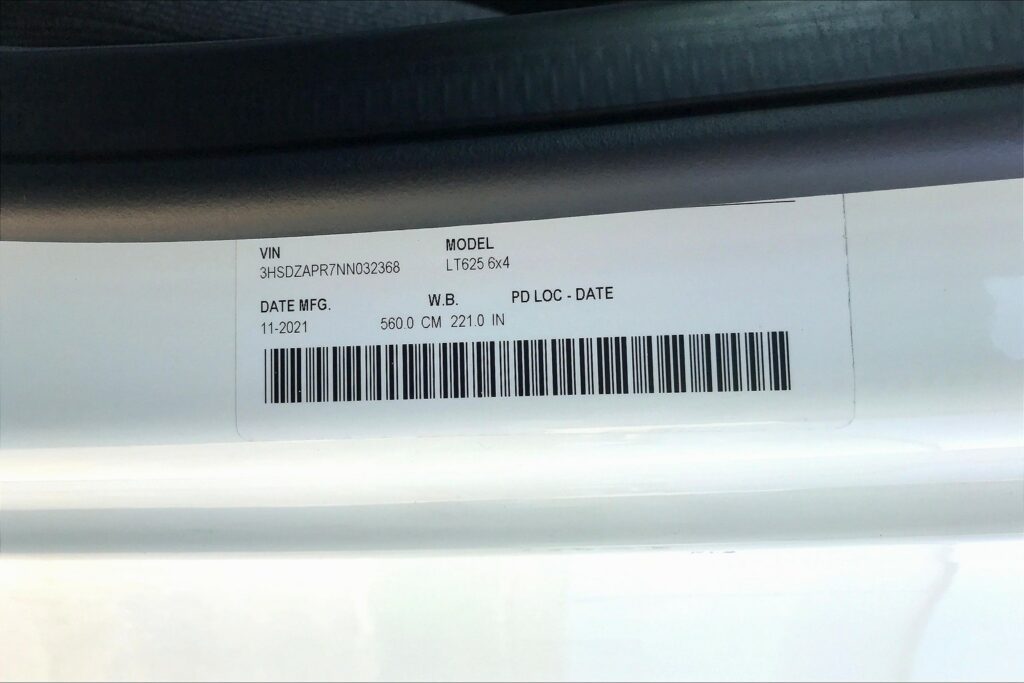 VIN MODEL
3HSDZAPR7NN032368 LT625 6x4
DATE MFG. W.B. PD LOC - DATE
11-2021 560.0 CM 221.0 IN